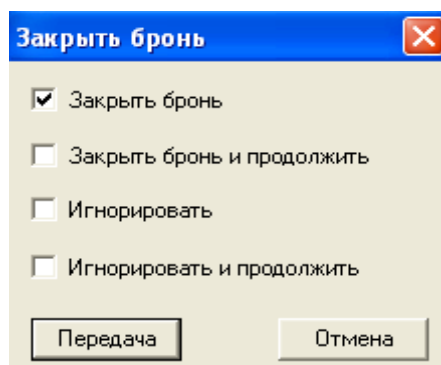 Закрыть бронь
Закрыть бронь
Закрыть бронь и продолжить
Игнорировать
Игнорировать и продолжить
Передача Отмена